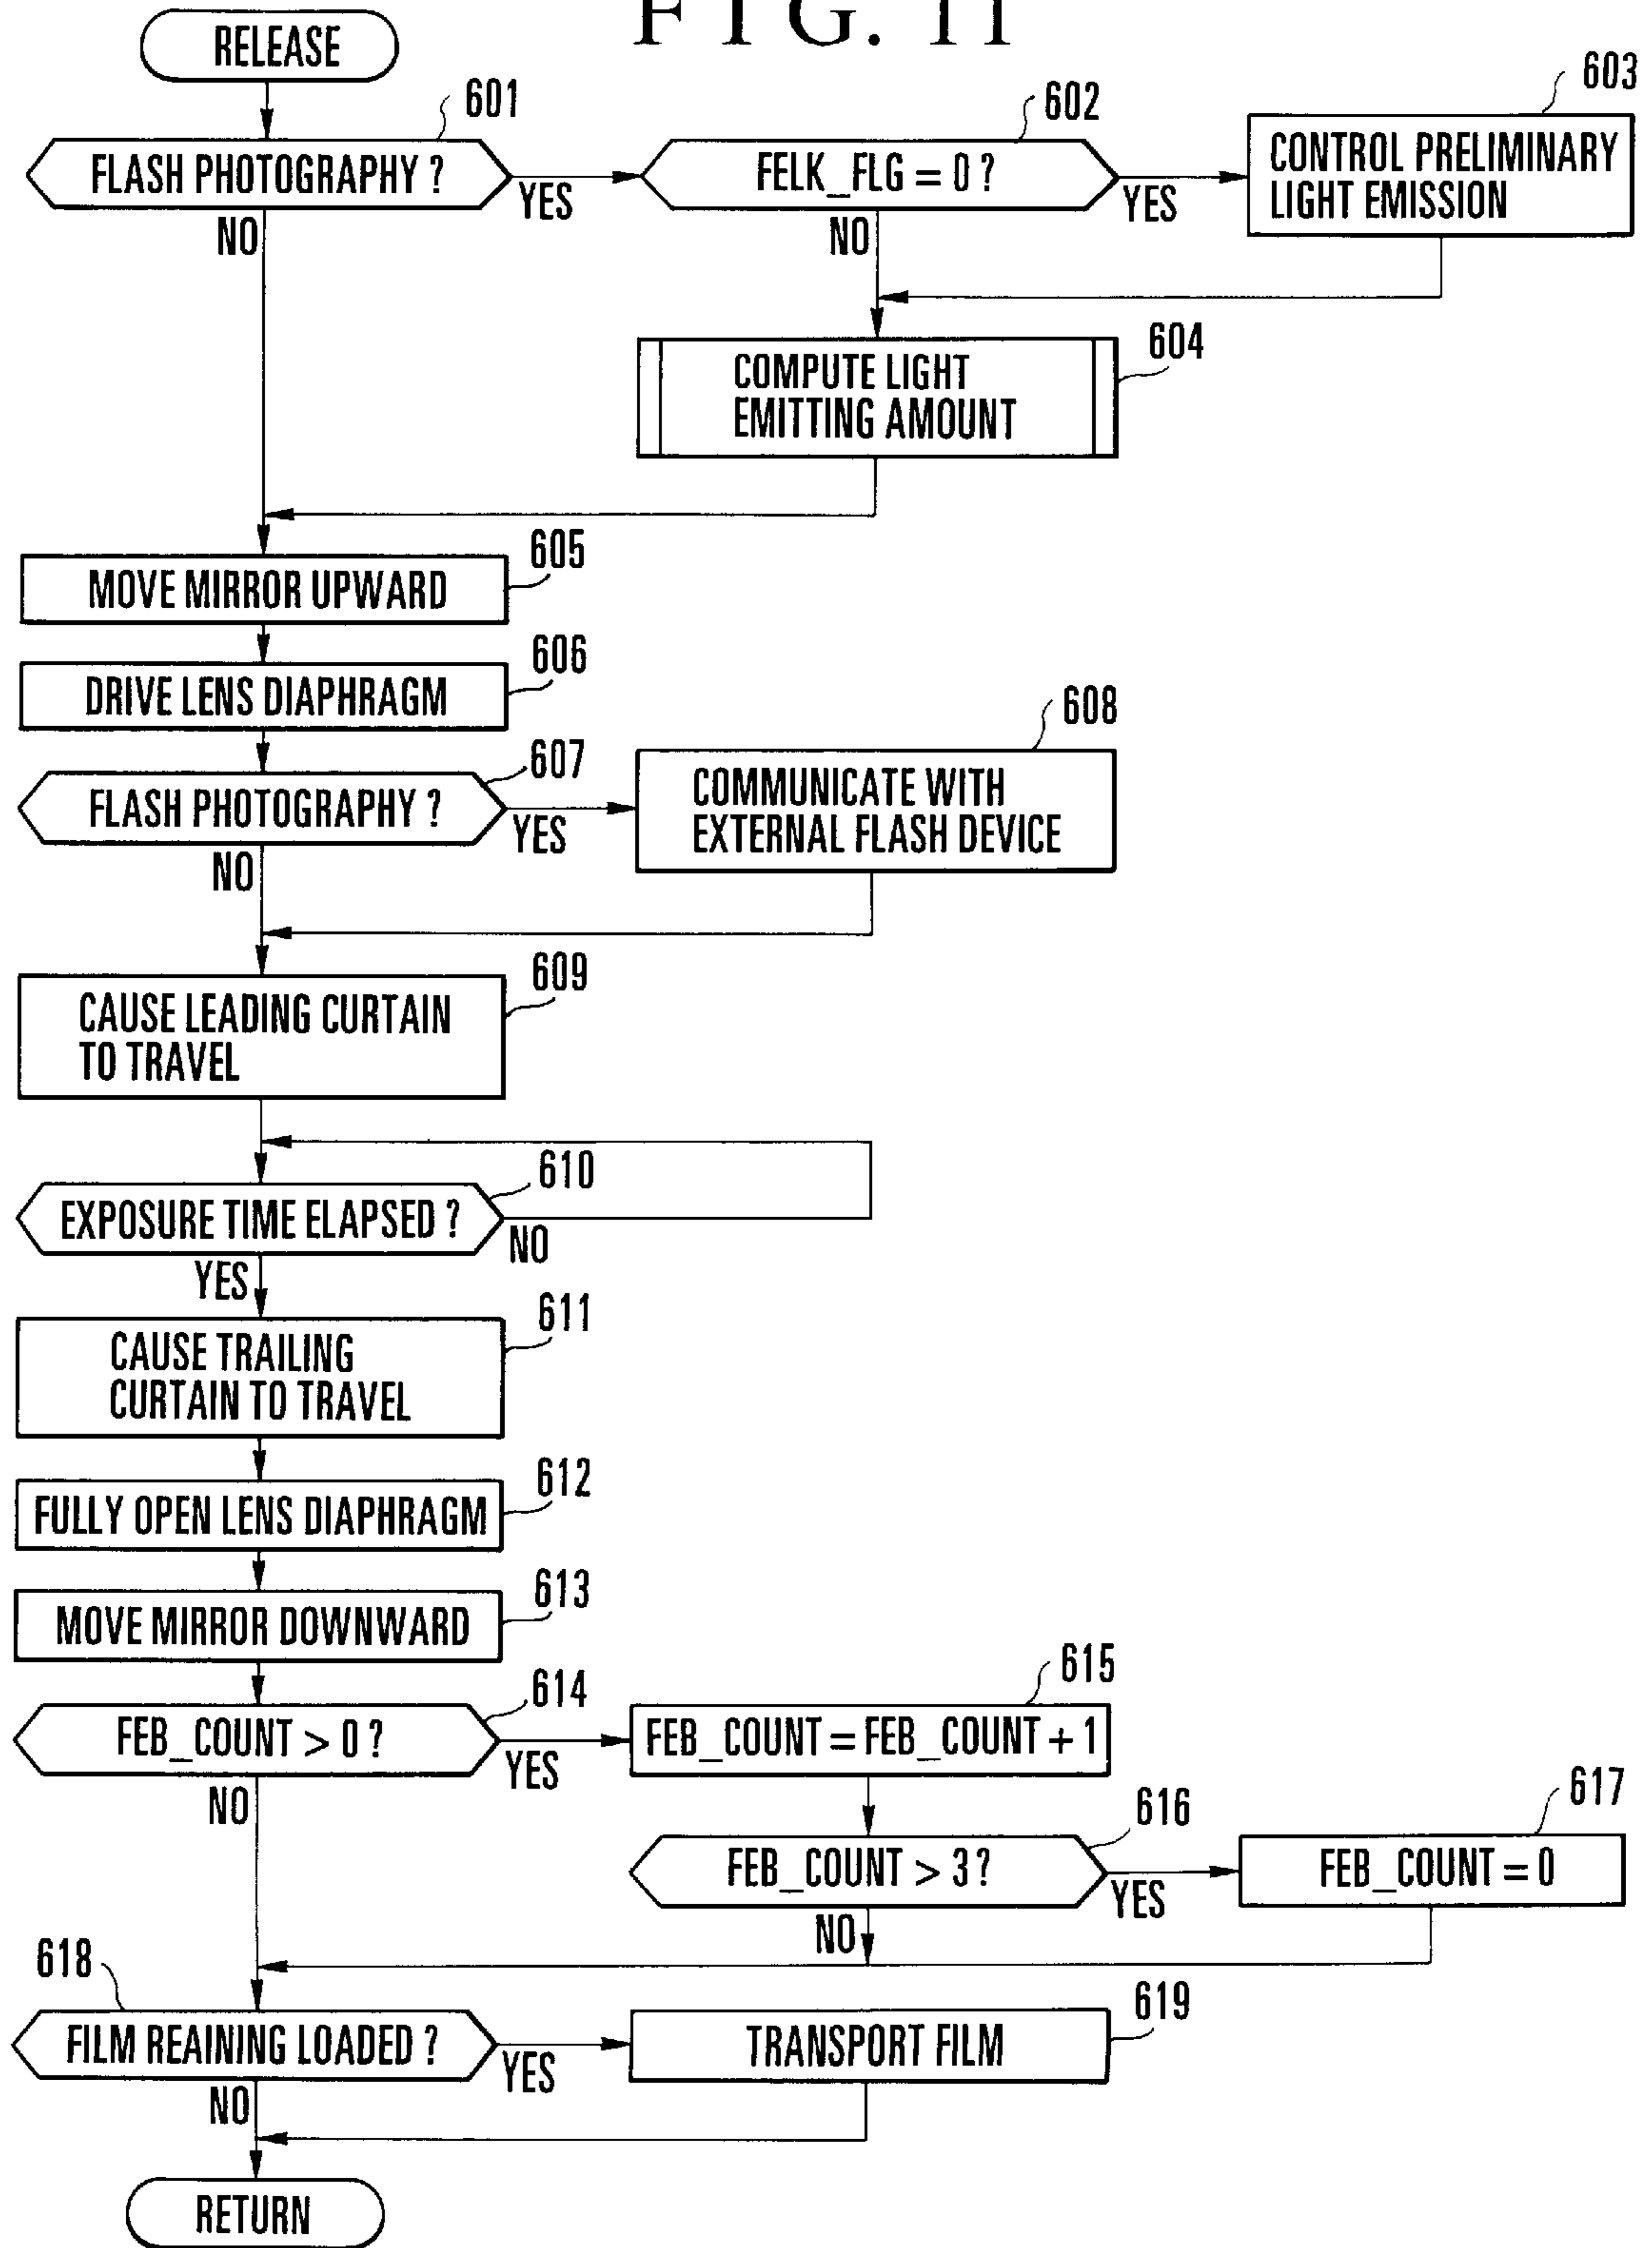 FIG. 11
RELEASE
601
FLASH PHOTOGRAPHY ?
YES
NO
602
FELK_FLG = 0 ?
YES
NO
603
CONTROL PRELIMINARY
LIGHT EMISSION
604
COMPUTE LIGHT
EMITTING AMOUNT
605
MOVE MIRROR UPWARD
606
DRIVE LENS DIAPHRAGM
607
FLASH PHOTOGRAPHY ?
YES
NO
608
COMMUNICATE WITH
EXTERNAL FLASH DEVICE
609
CAUSE LEADING CURTAIN
TO TRAVEL
610
EXPOSURE TIME ELAPSED ?
NO
YES
611
CAUSE TRAILING
CURTAIN TO TRAVEL
612
FULLY OPEN LENS DIAPHRAGM
613
MOVE MIRROR DOWNWARD
614
FEB_COUNT > 0 ?
YES
NO
615
FEB_COUNT = FEB_COUNT + 1
616
FEB_COUNT > 3 ?
YES
NO
617
FEB_COUNT = 0
618
FILM REAINING LOADED ?
YES
NO
619
TRANSPORT FILM
RETURN